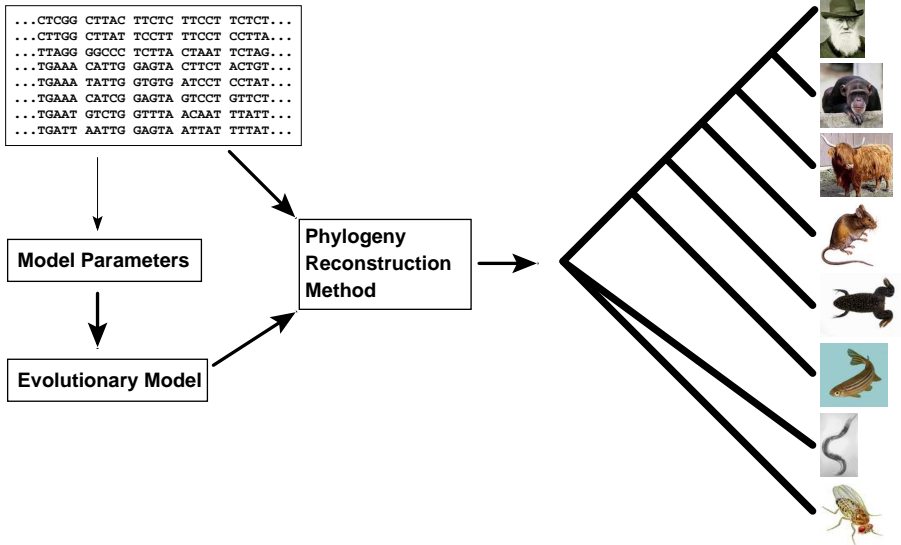 ...CTCGG CTTAC TTCTC TTCCT TCTCT...
...CTTGG CTTAT TCCTT TTCCT CCTTA...
...TTAGG GGCCC TCTTA CTAAT TCTAG...
...TGAAA CATTG GAGTA CTTCT ACTGT...
...TGAAA TATTG GTGTG ATCCT CCTAT...
...TGAAA CATCG GAGTA GTCCT GTTCT...
...TGAAT GTCTG GTTTA ACAAT TTATT...
...TGATT AATTG GAGTA ATTAT TTTAT...
Model Parameters
Evolutionary Model
Phylogeny
Reconstruction
Method